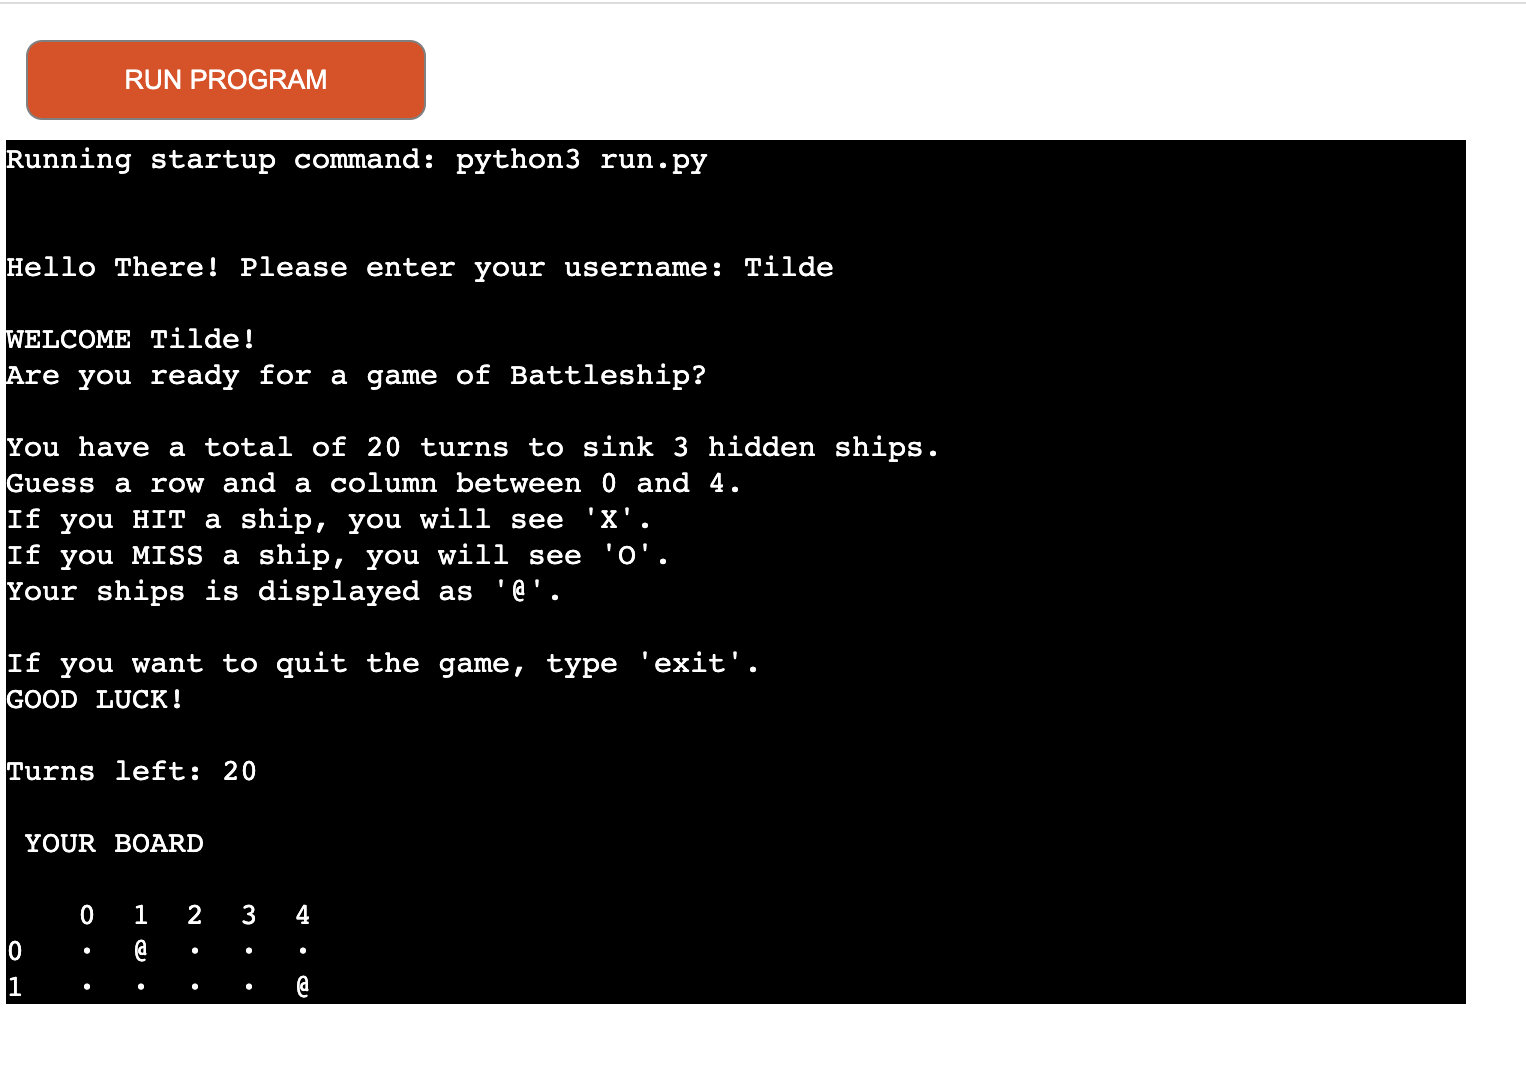 RUN PROGRAM
Running startup command: python3 run.py
Hello There! Please enter your username: Tilde
WELCOME Tilde!
Are you ready for a game of Battleship?
You have a total of 20 turns to sink 3 hidden ships.
Guess a row and a column between 0 and 4.
If you HIT a ship, you will see 'X'.
If you MISS a ship, you will see 'O'.
Your ships is displayed as '@'.
If you want to quit the game, type 'exit'.
GOOD LUCK!
Turns left: 20
YOUR BOARD
0 1 2 3 4
0 · @ · · ·
1 · · · · @